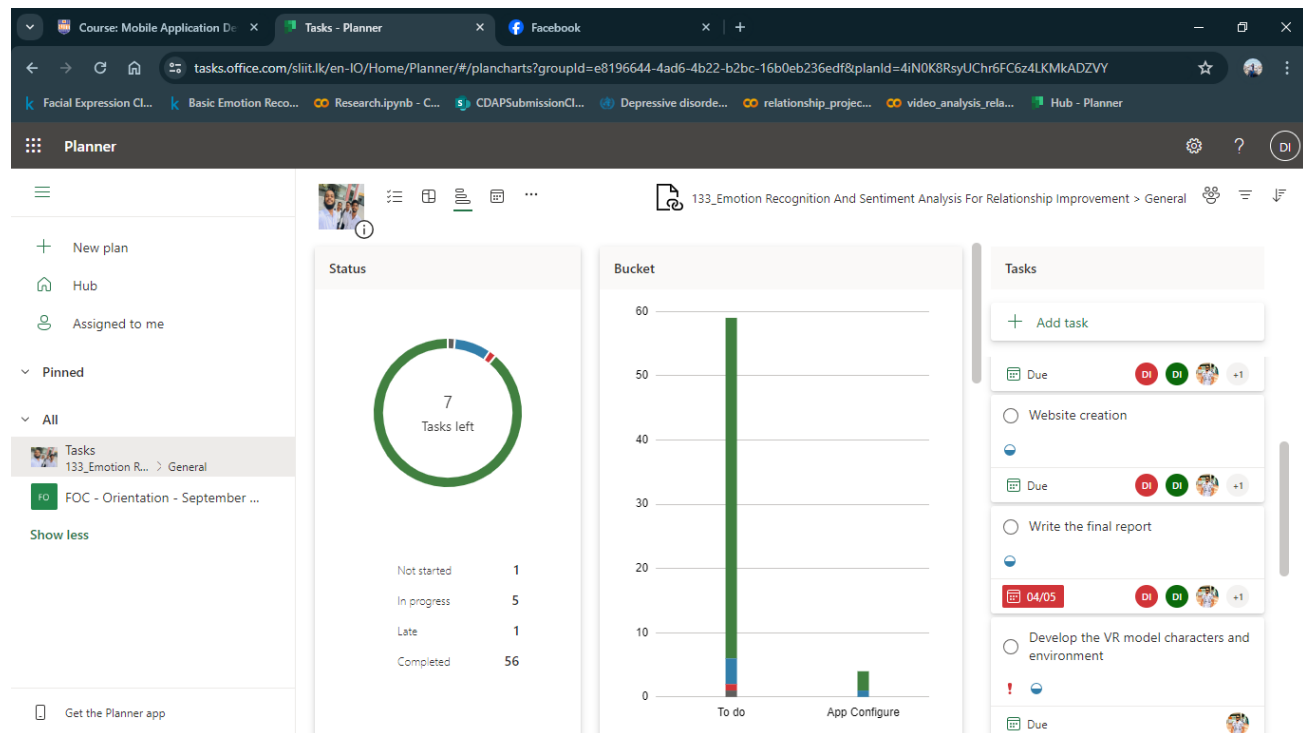 Course: Mobile Application De
Tasks - Planner
Facebook
tasks.office.com/sliit.lk/en-IO/Home/Planner/#/plancharts?groupId=e8196644-4ad6-4b22-b2bc-16b0eb236edf&planId=4iN0K8RsyUChr6FC6z4LKMkADZVY
Facial Expression Cl...
Basic Emotion Reco...
Research.ipynb - C...
CDAPSubmissionCl...
Depressive disorde...
relationship_projec...
video_analysis_rela...
Hub - Planner
Planner
DI
133_Emotion Recognition And Sentiment Analysis For Relationship Improvement > General
New plan
Hub
Assigned to me
Pinned
All
Tasks
133_Emotion R... > General
FO
FOC - Orientation - September ...
Show less
Get the Planner app
Status
7
Tasks left
Not started 1
In progress 5
Late 1
Completed 56
Bucket
60
50
40
30
20
10
0
To do
App Configure
Tasks
+ Add task
Due DI DI +1
Website creation
Due DI DI +1
Write the final report
04/05 DI DI +1
Develop the VR model characters and
environment
Due